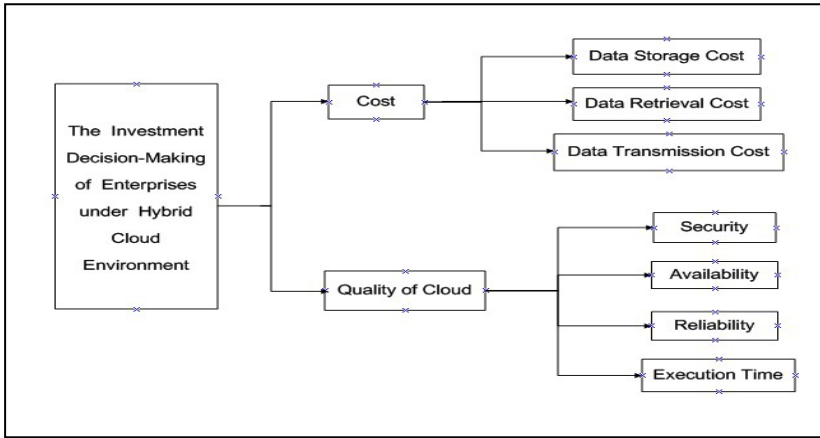 The Investment
Decision-Making
of Enterprises
under Hybrid
Cloud
Environment
Cost
Data Storage Cost
Data Retrieval Cost
Data Transmission Cost
Quality of Cloud
Security
Availability
Reliability
Execution Time